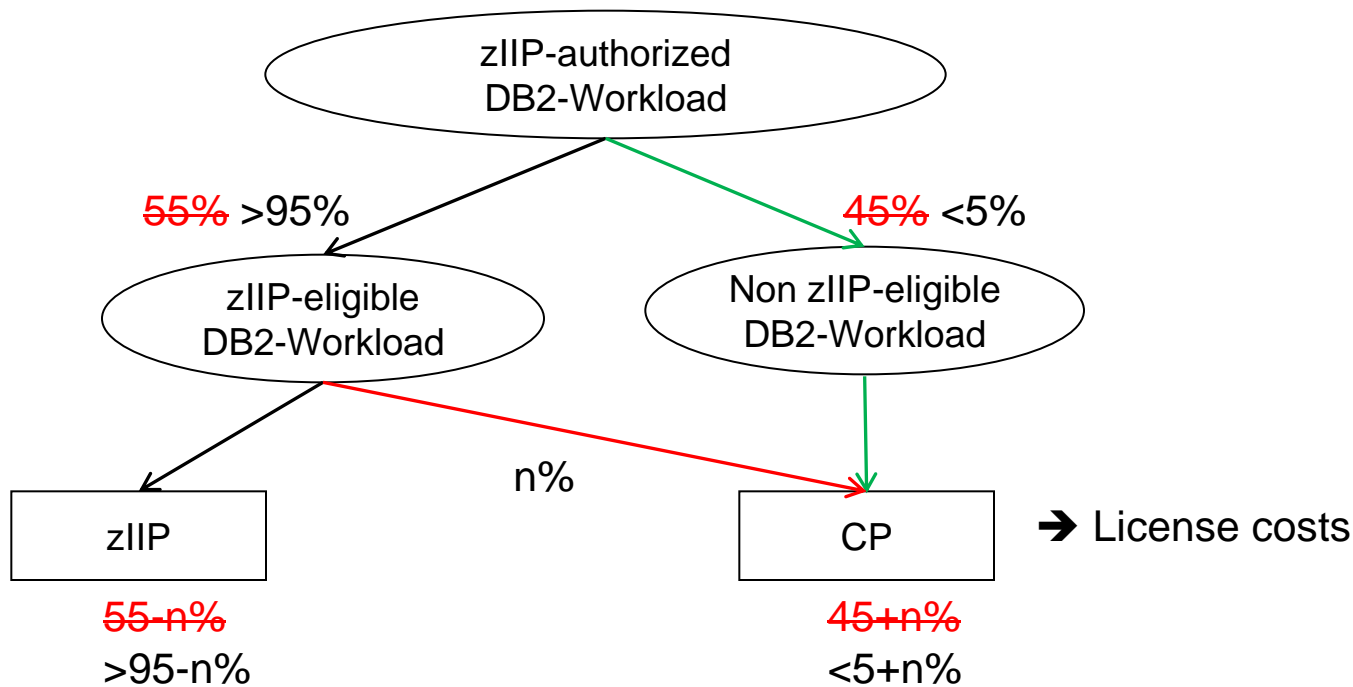 zIIP-authorized
DB2-Workload
55% >95%
45% <5%
zIIP-eligible
DB2-Workload
Non zIIP-eligible
DB2-Workload
n%
zIIP
CP
➔ License costs
55-n%
>95-n%
45+n%
<5+n%